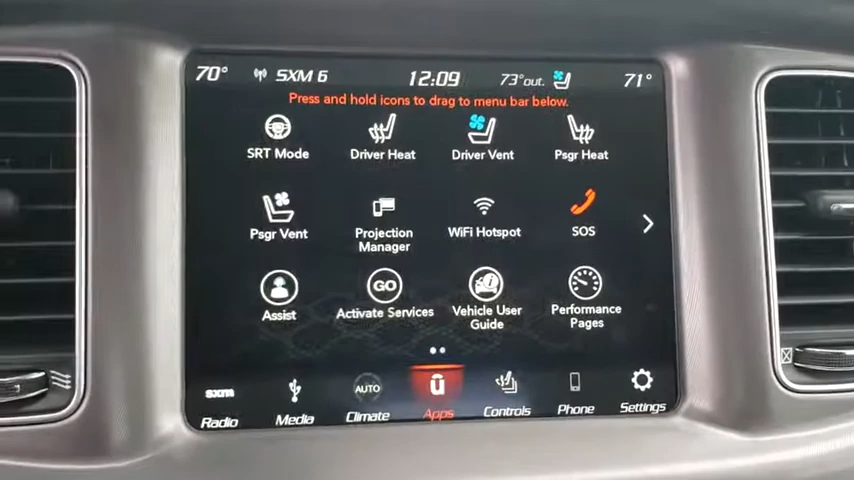 70° SXM 6 12:09 73°out. 71°
Press and hold icons to drag to menu bar below.
SRT Mode
Driver Heat
Driver Vent
Psgr Heat
Psgr Vent
Projection
Manager
WiFi Hotspot
SOS
Assist
GO
Activate Services
Vehicle User
Guide
Performance
Pages
sxm
Radio
Media
AUTO
Climate
ū
Apps
Controls
Phone
Settings